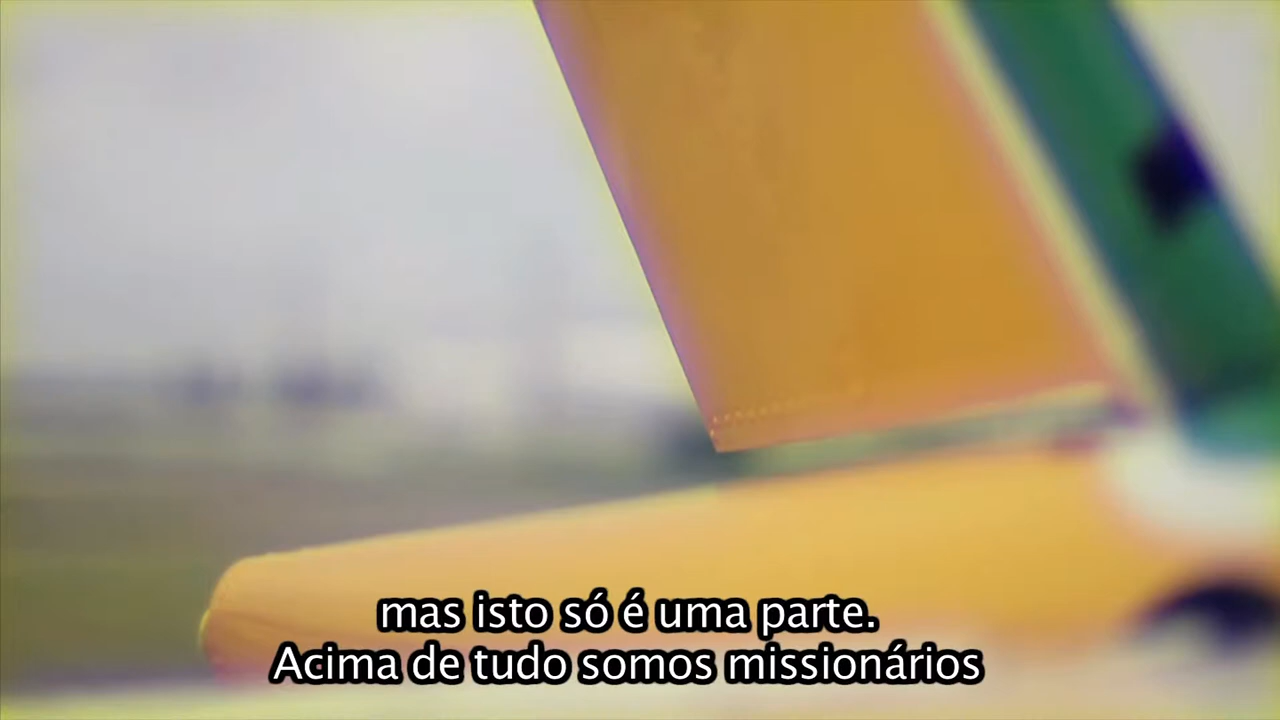 mas isto só é uma parte.
Acima de tudo somos missionários